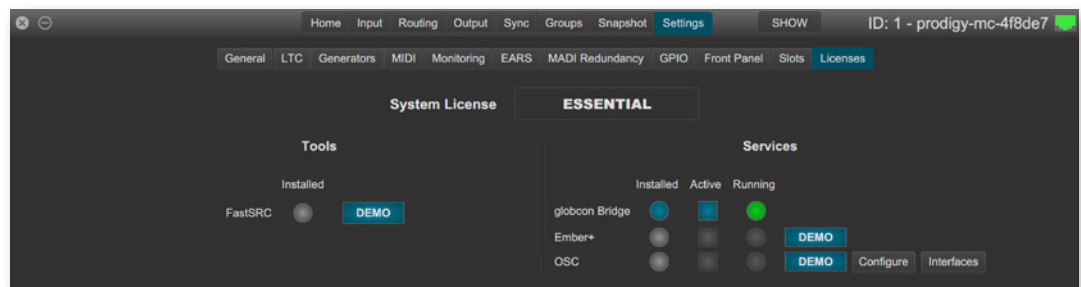 Home Input Routing Output Sync Groups Snapshot Settings SHOW ID: 1 - prodigy-mc-4f8de7
General LTC Generators MIDI Monitoring EARS MADI Redundancy GPIO Front Panel Slots Licenses
System License ESSENTIAL
Tools
Installed
FastSRC DEMO
Services
Installed Active Running
globcon Bridge
Ember+ DEMO
OSC DEMO Configure Interfaces